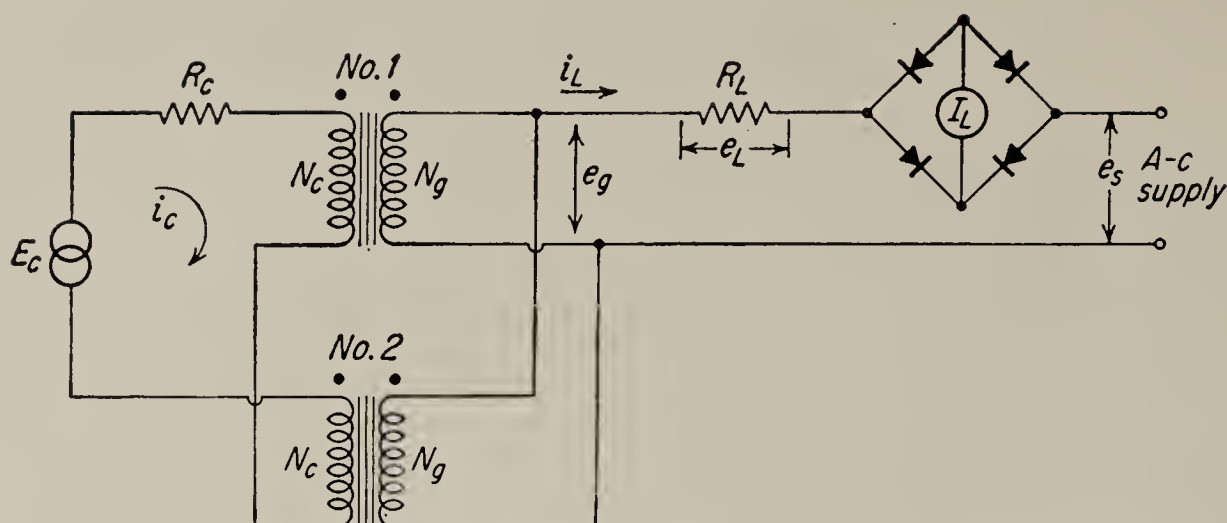 No. 1
R_c
i_L
R_L
I_L
N_c
N_g
e_g
e_L
e_s
A-c
supply
i_c
E_c
No. 2
N_c
N_g